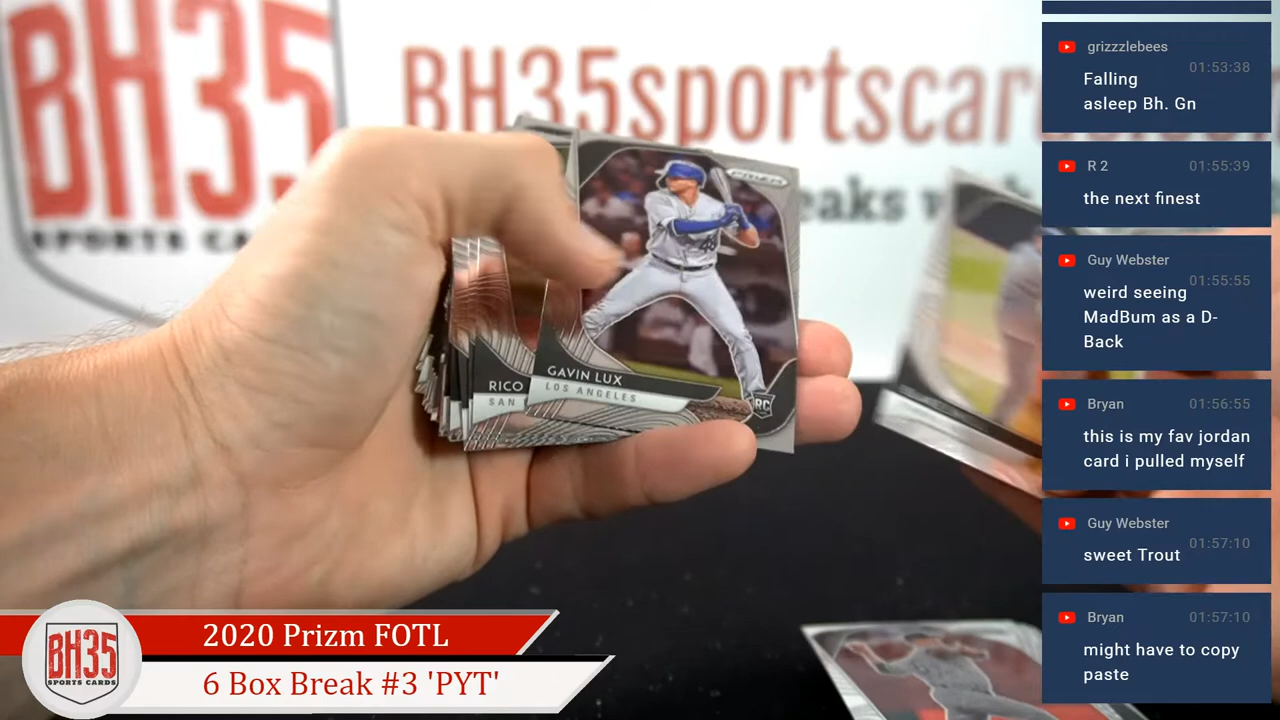 BH35
SPORTS CA
BH35sportscar
eaks w
PRIZM
48
GAVIN LUX
LOS ANGELES
RC
RICO
SAN
2020 Prizm FOTL
6 Box Break #3 'PYT'
BH35
SPORTS CARDS
grizzzlebees
01:53:38
Falling
asleep Bh. Gn
R 2
01:55:39
the next finest
Guy Webster
01:55:55
weird seeing
MadBum as a D-
Back
Bryan
01:56:55
this is my fav jordan
card i pulled myself
Guy Webster
01:57:10
sweet Trout
Bryan
01:57:10
might have to copy
paste